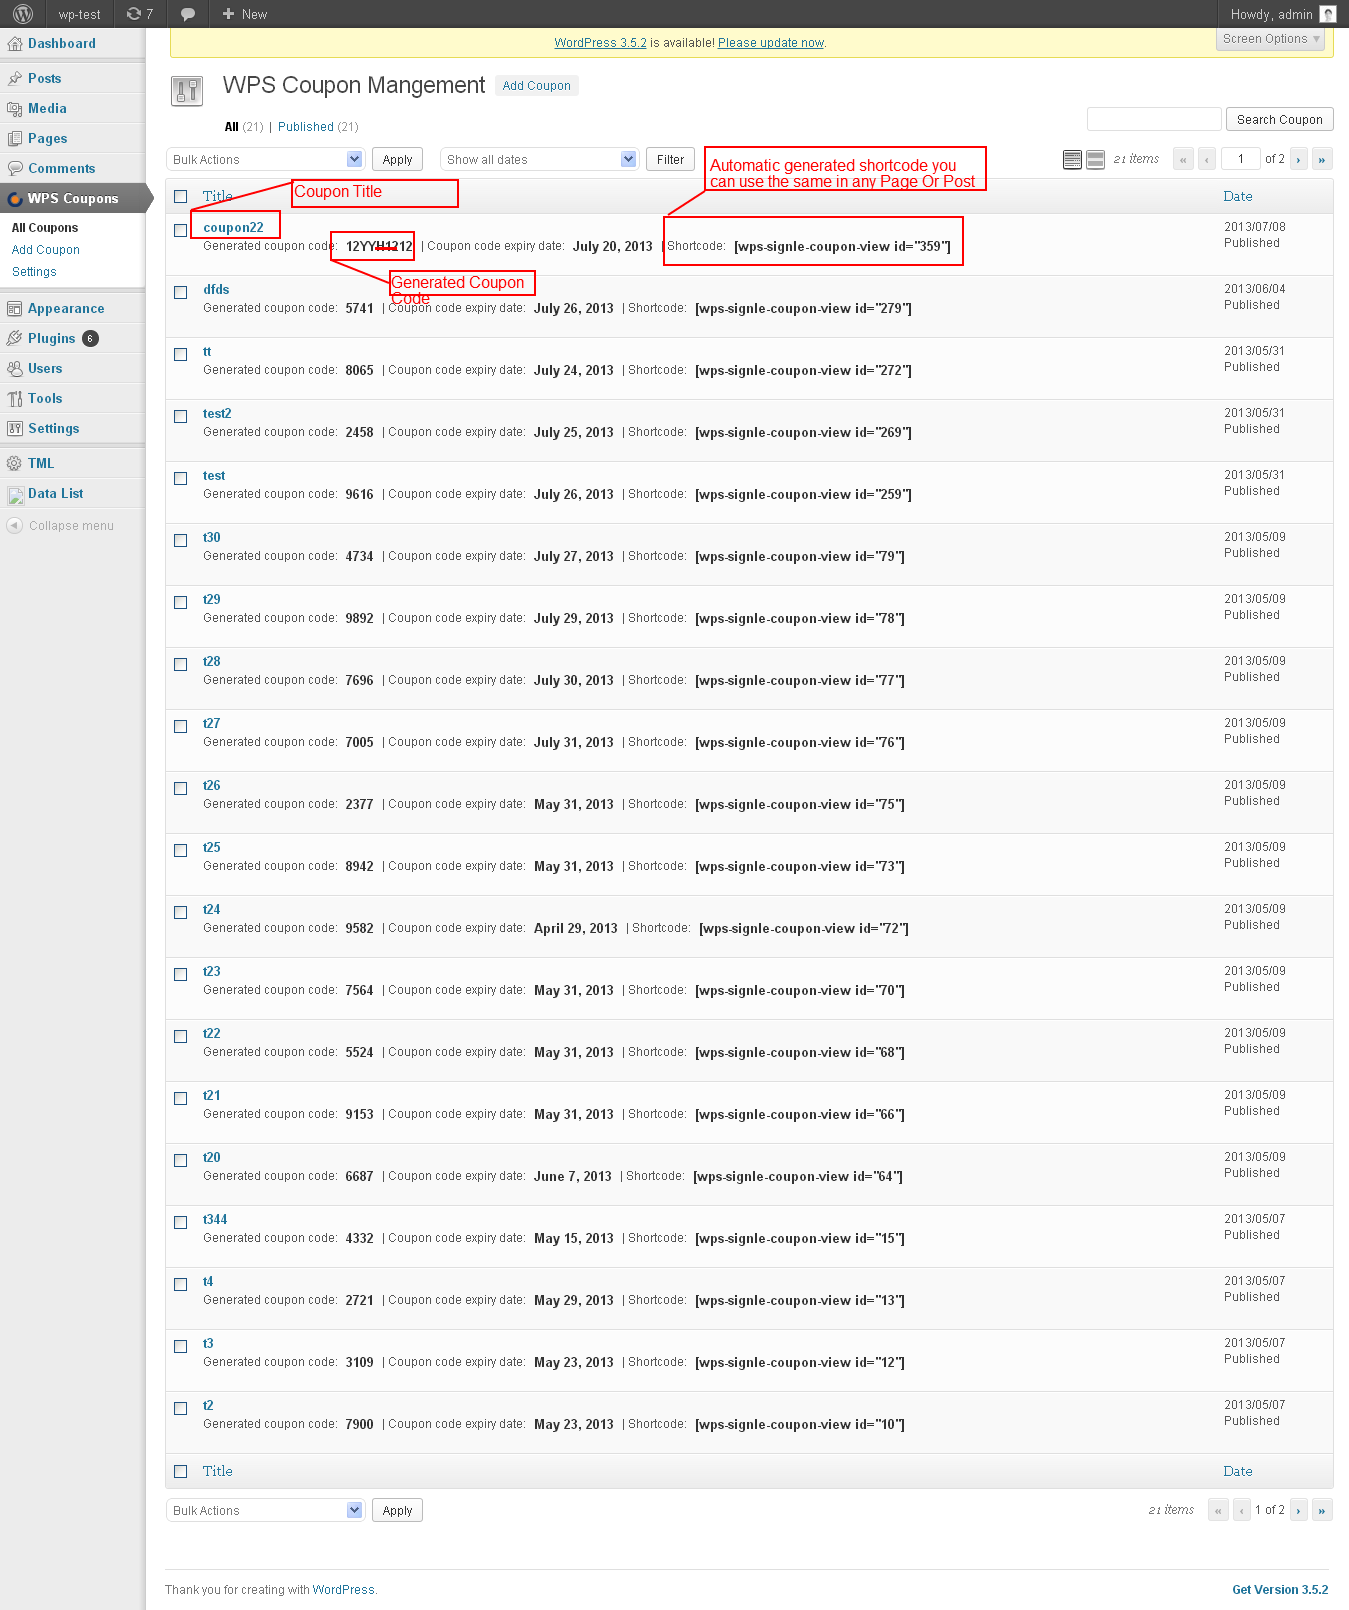 wp-test 7 New Howdy, admin
WordPress 3.5.2 is available! Please update now.
Screen Options
Dashboard
Posts
Media
Pages
Comments
WPS Coupons
All Coupons
Add Coupon
Settings
Appearance
Plugins 6
Users
Tools
Settings
TML
Data List
Collapse menu
WPS Coupon Mangement Add Coupon
All (21) | Published (21)
Search Coupon
Bulk Actions Apply Show all dates Filter 21 items « ‹ 1 of 2 › »
Automatic generated shortcode you
can use the same in any Page Or Post
Title Date
Coupon Title
coupon22 2013/07/08
Generated coupon code: 12YYH1212 | Coupon code expiry date: July 20, 2013 | Shortcode: [wps-signle-coupon-view id="359"] Published
Generated Coupon
Code
dfds 2013/06/04
Generated coupon code: 5741 | Coupon code expiry date: July 26, 2013 | Shortcode: [wps-signle-coupon-view id="279"] Published
tt 2013/05/31
Generated coupon code: 8065 | Coupon code expiry date: July 24, 2013 | Shortcode: [wps-signle-coupon-view id="272"] Published
test2 2013/05/31
Generated coupon code: 2458 | Coupon code expiry date: July 25, 2013 | Shortcode: [wps-signle-coupon-view id="269"] Published
test 2013/05/31
Generated coupon code: 9616 | Coupon code expiry date: July 26, 2013 | Shortcode: [wps-signle-coupon-view id="259"] Published
t30 2013/05/09
Generated coupon code: 4734 | Coupon code expiry date: July 27, 2013 | Shortcode: [wps-signle-coupon-view id="79"] Published
t29 2013/05/09
Generated coupon code: 9892 | Coupon code expiry date: July 29, 2013 | Shortcode: [wps-signle-coupon-view id="78"] Published
t28 2013/05/09
Generated coupon code: 7696 | Coupon code expiry date: July 30, 2013 | Shortcode: [wps-signle-coupon-view id="77"] Published
t27 2013/05/09
Generated coupon code: 7005 | Coupon code expiry date: July 31, 2013 | Shortcode: [wps-signle-coupon-view id="76"] Published
t26 2013/05/09
Generated coupon code: 2377 | Coupon code expiry date: May 31, 2013 | Shortcode: [wps-signle-coupon-view id="75"] Published
t25 2013/05/09
Generated coupon code: 8942 | Coupon code expiry date: May 31, 2013 | Shortcode: [wps-signle-coupon-view id="73"] Published
t24 2013/05/09
Generated coupon code: 9582 | Coupon code expiry date: April 29, 2013 | Shortcode: [wps-signle-coupon-view id="72"] Published
t23 2013/05/09
Generated coupon code: 7564 | Coupon code expiry date: May 31, 2013 | Shortcode: [wps-signle-coupon-view id="70"] Published
t22 2013/05/09
Generated coupon code: 5524 | Coupon code expiry date: May 31, 2013 | Shortcode: [wps-signle-coupon-view id="68"] Published
t21 2013/05/09
Generated coupon code: 9153 | Coupon code expiry date: May 31, 2013 | Shortcode: [wps-signle-coupon-view id="66"] Published
t20 2013/05/09
Generated coupon code: 6687 | Coupon code expiry date: June 7, 2013 | Shortcode: [wps-signle-coupon-view id="64"] Published
t344 2013/05/07
Generated coupon code: 4332 | Coupon code expiry date: May 15, 2013 | Shortcode: [wps-signle-coupon-view id="15"] Published
t4 2013/05/07
Generated coupon code: 2721 | Coupon code expiry date: May 29, 2013 | Shortcode: [wps-signle-coupon-view id="13"] Published
t3 2013/05/07
Generated coupon code: 3109 | Coupon code expiry date: May 23, 2013 | Shortcode: [wps-signle-coupon-view id="12"] Published
t2 2013/05/07
Generated coupon code: 7900 | Coupon code expiry date: May 23, 2013 | Shortcode: [wps-signle-coupon-view id="10"] Published
Title Date
Bulk Actions Apply 21 items « ‹ 1 of 2 › »
Thank you for creating with WordPress. Get Version 3.5.2